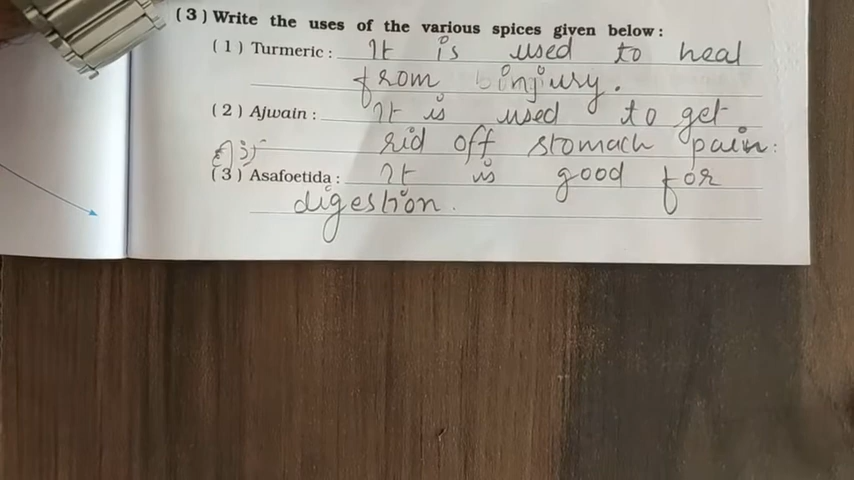 (3) Write the uses of the various spices given below :
(1) Turmeric : It is used to heal
from injury.
(2) Ajwain : It is used to get
rid off stomach pain.
(3) Asafoetida : It is good for
digestion.